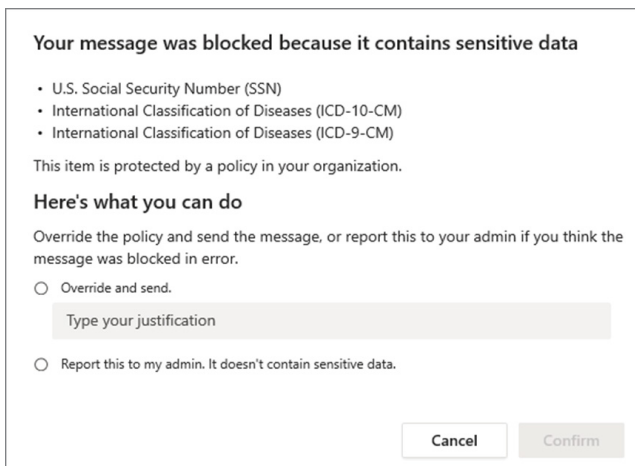 Your message was blocked because it contains sensitive data
• U.S. Social Security Number (SSN)
• International Classification of Diseases (ICD-10-CM)
• International Classification of Diseases (ICD-9-CM)
This item is protected by a policy in your organization.
Here's what you can do
Override the policy and send the message, or report this to your admin if you think the
message was blocked in error.
Override and send.
Type your justification
Report this to my admin. It doesn't contain sensitive data.
Cancel Confirm